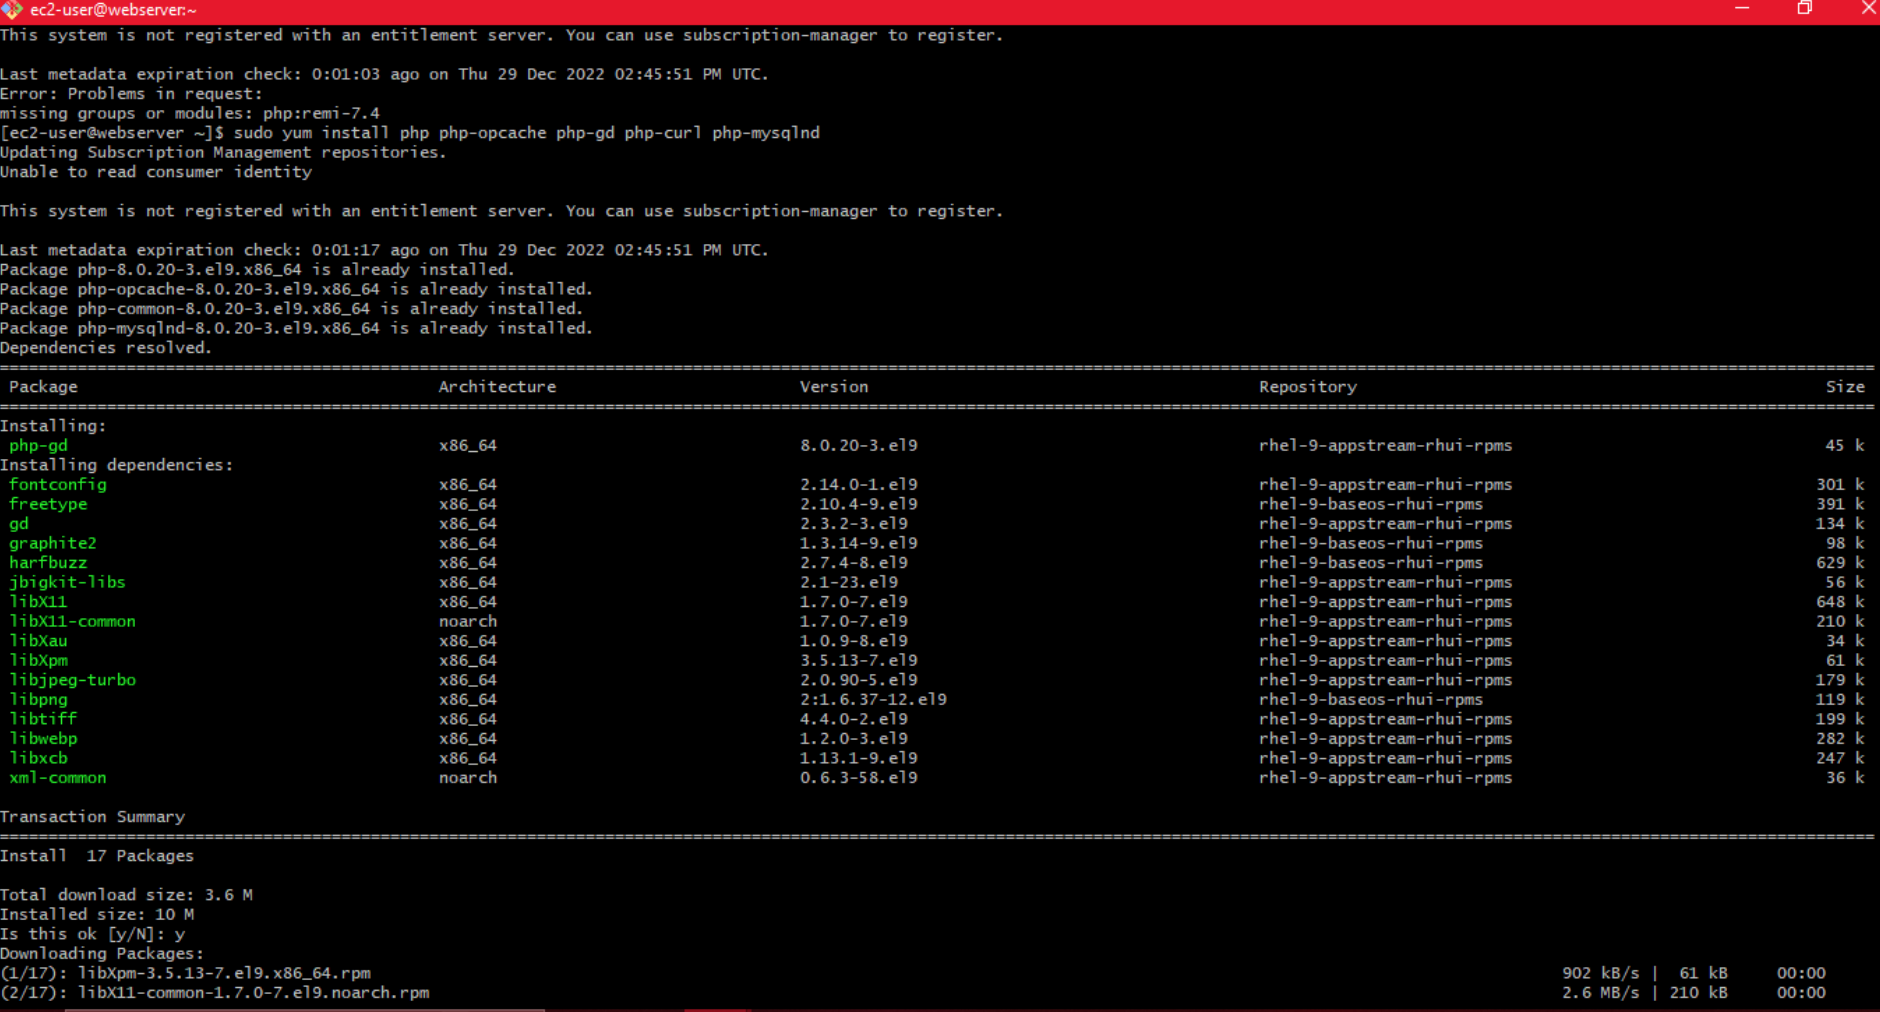 ec2-user@webserver:~
This system is not registered with an entitlement server. You can use subscription-manager to register.
Last metadata expiration check: 0:01:03 ago on Thu 29 Dec 2022 02:45:51 PM UTC.
Error: Problems in request:
missing groups or modules: php:remi-7.4
[ec2-user@webserver ~]$ sudo yum install php php-opcache php-gd php-curl php-mysqlnd
Updating Subscription Management repositories.
Unable to read consumer identity
This system is not registered with an entitlement server. You can use subscription-manager to register.
Last metadata expiration check: 0:01:17 ago on Thu 29 Dec 2022 02:45:51 PM UTC.
Package php-8.0.20-3.el9.x86_64 is already installed.
Package php-opcache-8.0.20-3.el9.x86_64 is already installed.
Package php-common-8.0.20-3.el9.x86_64 is already installed.
Package php-mysqlnd-8.0.20-3.el9.x86_64 is already installed.
Dependencies resolved.
Package Architecture Version Repository Size
Installing:
php-gd x86_64 8.0.20-3.el9 rhel-9-appstream-rhui-rpms 45 k
Installing dependencies:
fontconfig x86_64 2.14.0-1.el9 rhel-9-appstream-rhui-rpms 301 k
freetype x86_64 2.10.4-9.el9 rhel-9-baseos-rhui-rpms 391 k
gd x86_64 2.3.2-3.el9 rhel-9-appstream-rhui-rpms 134 k
graphite2 x86_64 1.3.14-9.el9 rhel-9-baseos-rhui-rpms 98 k
harfbuzz x86_64 2.7.4-8.el9 rhel-9-baseos-rhui-rpms 629 k
jbigkit-libs x86_64 2.1-23.el9 rhel-9-appstream-rhui-rpms 56 k
libX11 x86_64 1.7.0-7.el9 rhel-9-appstream-rhui-rpms 648 k
libX11-common noarch 1.7.0-7.el9 rhel-9-appstream-rhui-rpms 210 k
libXau x86_64 1.0.9-8.el9 rhel-9-appstream-rhui-rpms 34 k
libXpm x86_64 3.5.13-7.el9 rhel-9-appstream-rhui-rpms 61 k
libjpeg-turbo x86_64 2.0.90-5.el9 rhel-9-appstream-rhui-rpms 179 k
libpng x86_64 2:1.6.37-12.el9 rhel-9-baseos-rhui-rpms 119 k
libtiff x86_64 4.4.0-2.el9 rhel-9-appstream-rhui-rpms 199 k
libwebp x86_64 1.2.0-3.el9 rhel-9-appstream-rhui-rpms 282 k
libxcb x86_64 1.13.1-9.el9 rhel-9-appstream-rhui-rpms 247 k
xml-common noarch 0.6.3-58.el9 rhel-9-appstream-rhui-rpms 36 k
Transaction Summary
Install 17 Packages
Total download size: 3.6 M
Installed size: 10 M
Is this ok [y/N]: y
Downloading Packages:
(1/17): libXpm-3.5.13-7.el9.x86_64.rpm 902 kB/s | 61 kB 00:00
(2/17): libX11-common-1.7.0-7.el9.noarch.rpm 2.6 MB/s | 210 kB 00:00